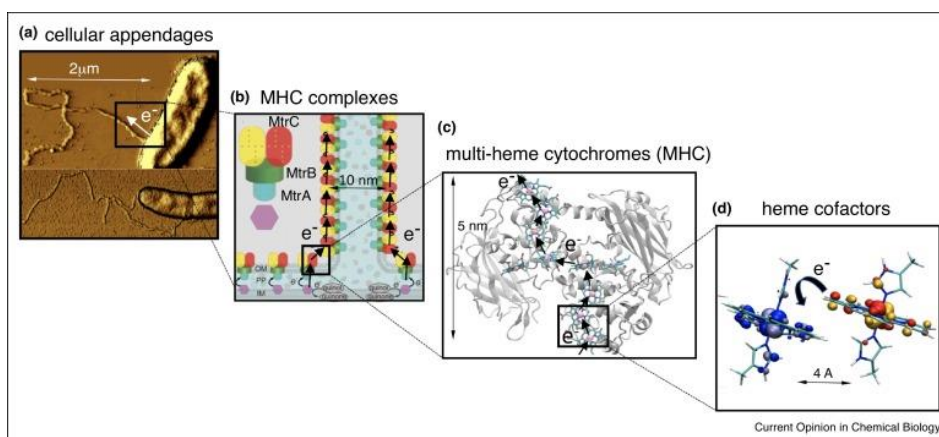 (a) cellular appendages
2μm
e-
(b) MHC complexes
MtrC
MtrB
MtrA
10 nm
e-
e-
OM
PP
IM
(c)
multi-heme cytochromes (MHC)
e-
5 nm
e-
e
(d)
heme cofactors
e-
4 A
Current Opinion in Chemical Biology